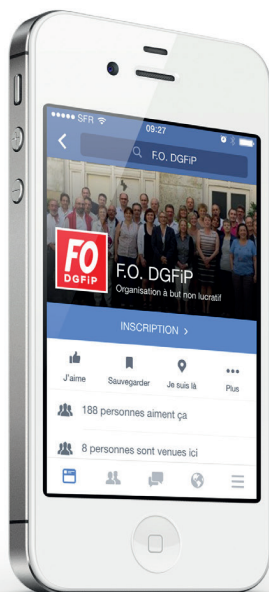 SFR
09:27
F.O. DGFiP
FO
DGFiP
F.O. DGFiP
Organisation à but non lucratif
INSCRIPTION >
J'aime
Sauvegarder
Je suis là
Plus
188 personnes aiment ça
8 personnes sont venues ici